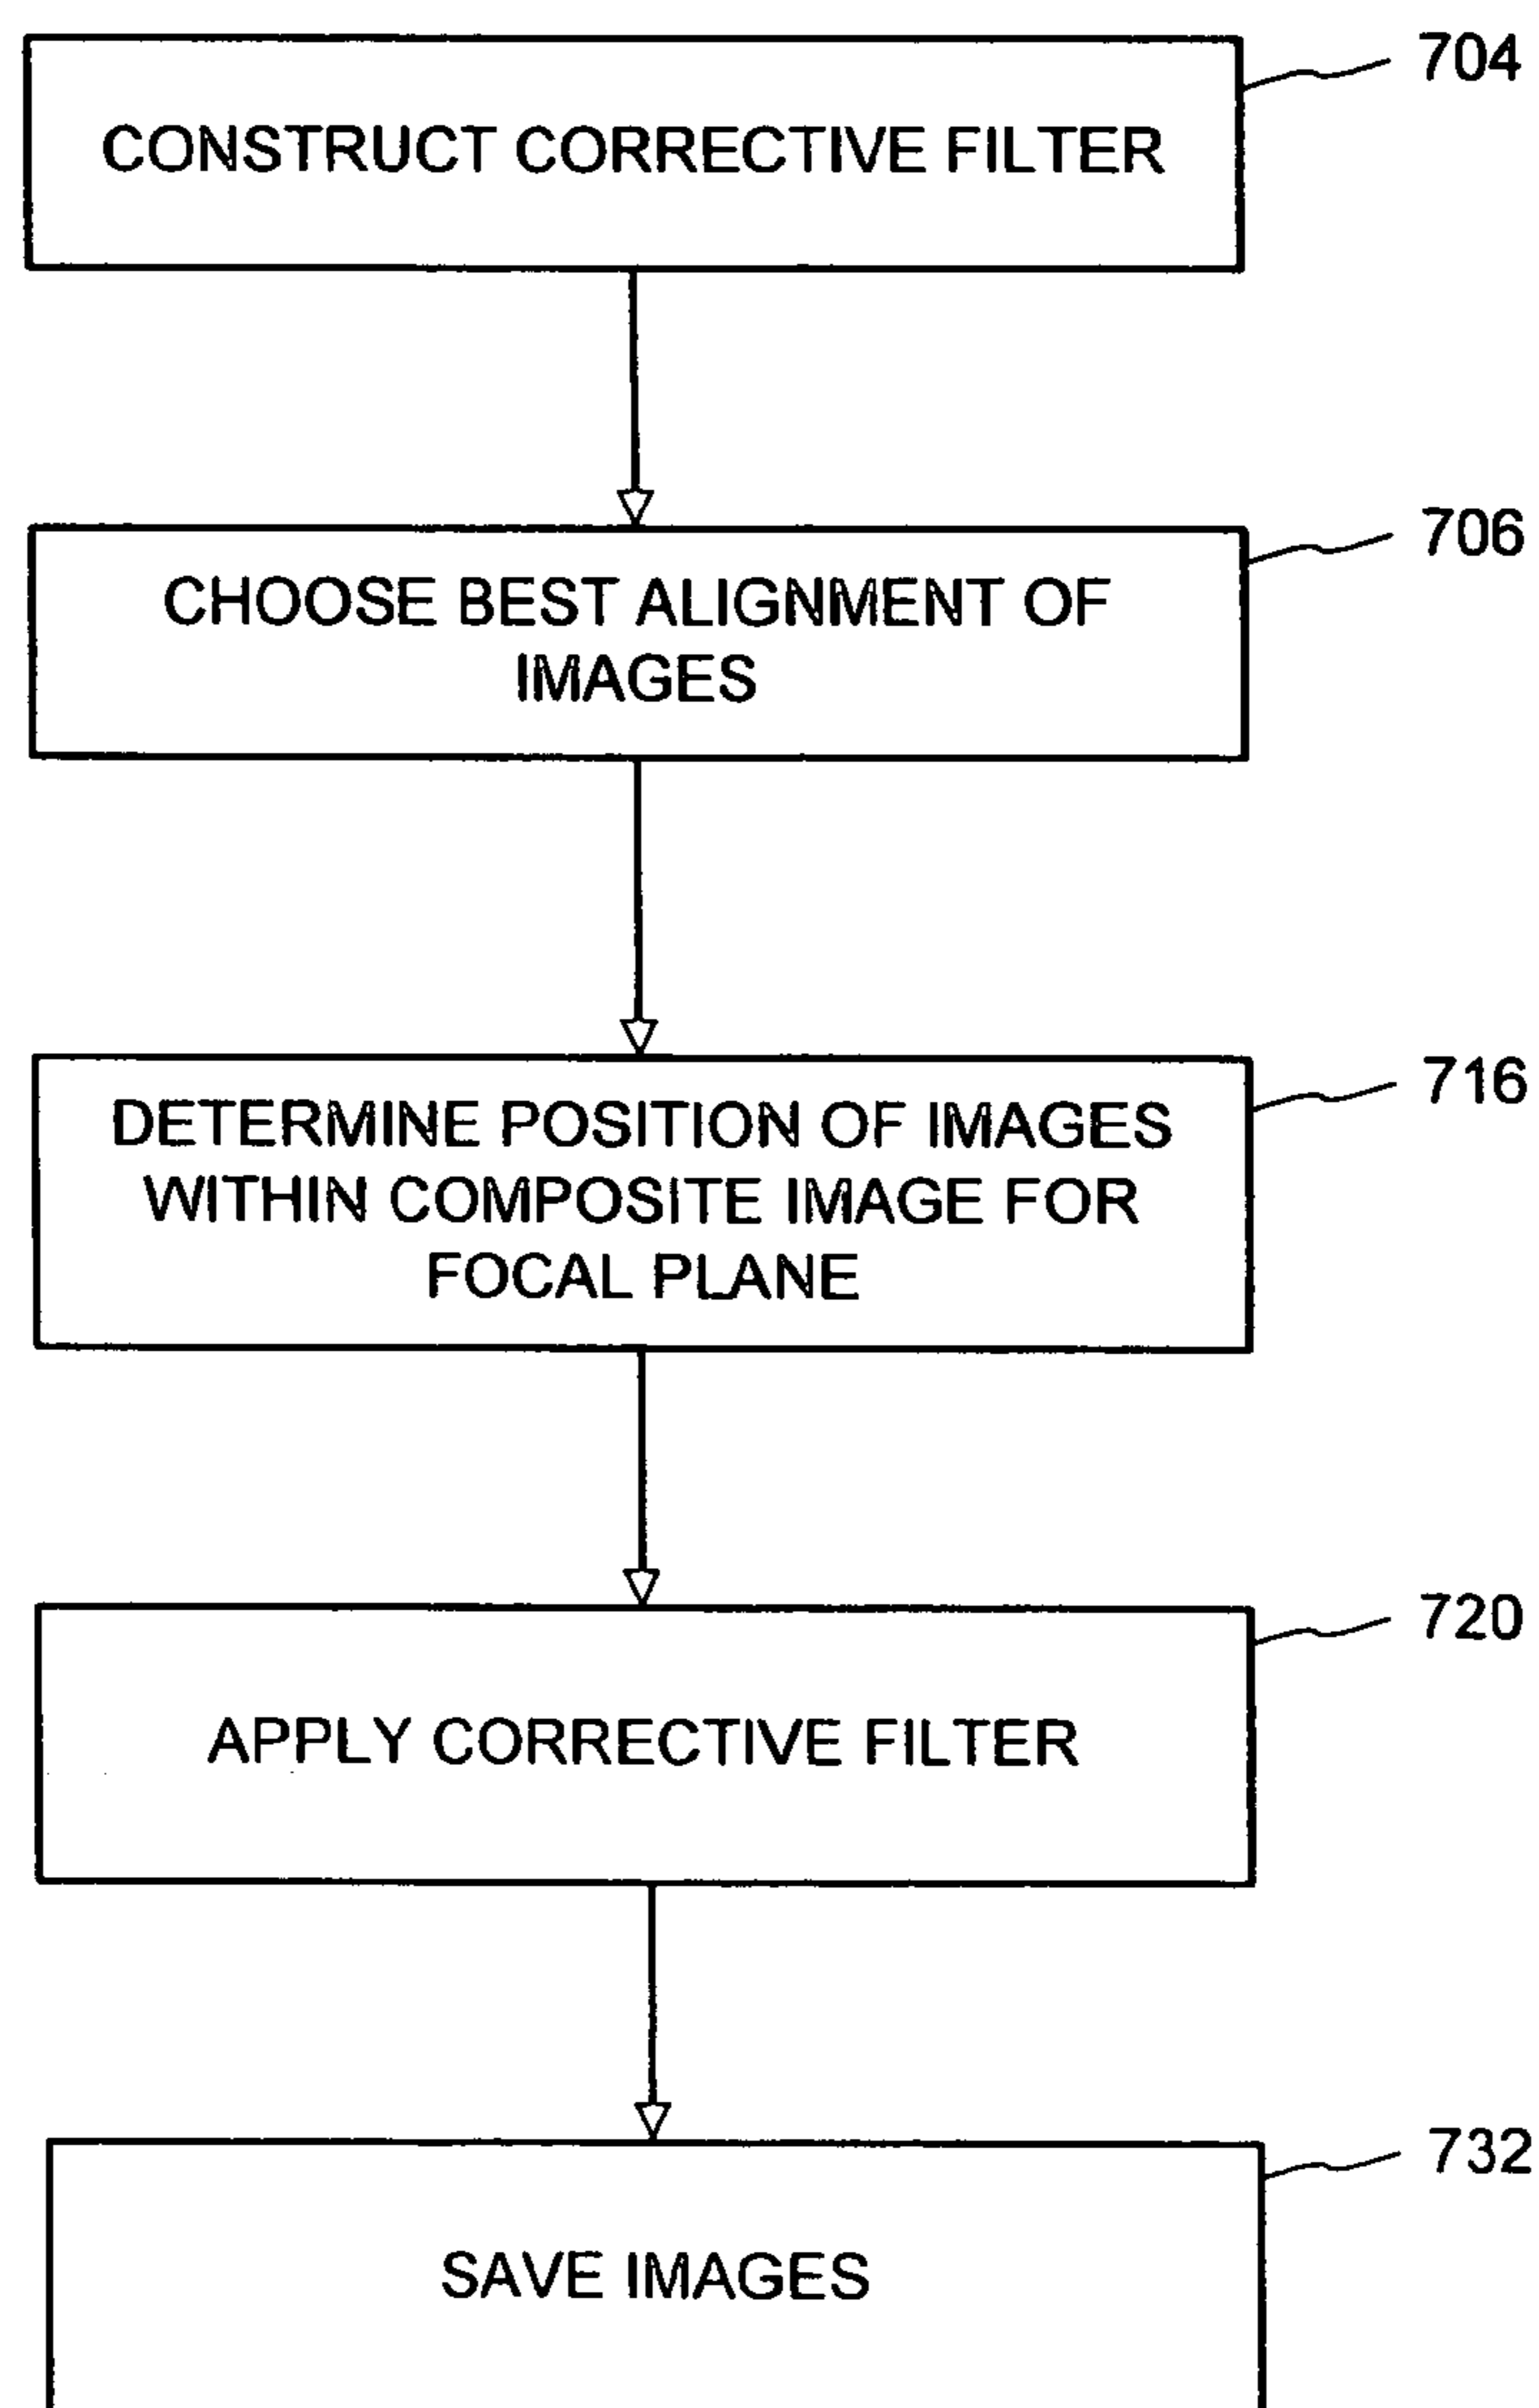 704
CONSTRUCT CORRECTIVE FILTER
706
CHOOSE BEST ALIGNMENT OF
IMAGES
716
DETERMINE POSITION OF IMAGES
WITHIN COMPOSITE IMAGE FOR
FOCAL PLANE
720
APPLY CORRECTIVE FILTER
732
SAVE IMAGES